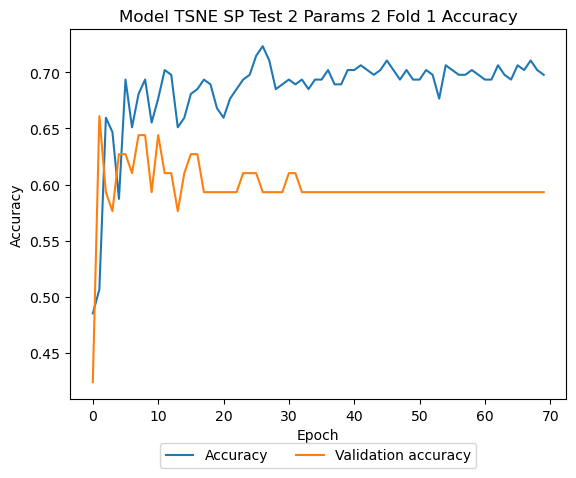 Model TSNE SP Test 2 Params 2 Fold 1 Accuracy
0.70
0.65
0.60
0.55
0.50
0.45
Accuracy
0 10 20 30 40 50 60 70
Epoch
Accuracy Validation accuracy